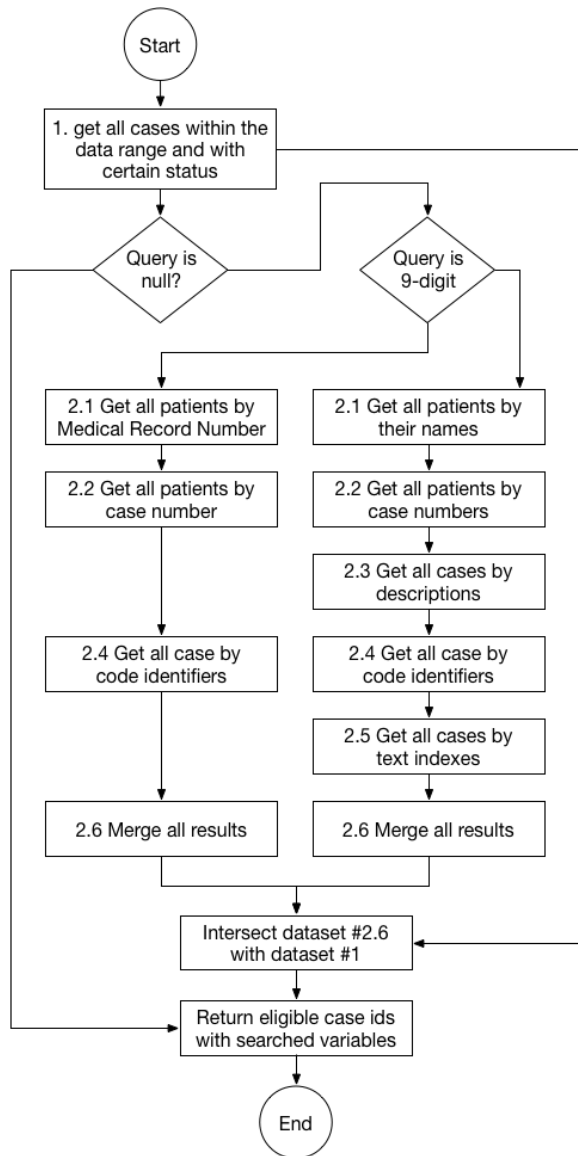 Start
1. get all cases within the
data range and with
certain status
Query is
null?
Query is
9-digit
2.1 Get all patients by
Medical Record Number
2.1 Get all patients by
their names
2.2 Get all patients by
case number
2.2 Get all patients by
case numbers
2.3 Get all cases by
descriptions
2.4 Get all case by
code identifiers
2.4 Get all case by
code identifiers
2.5 Get all cases by
text indexes
2.6 Merge all results
2.6 Merge all results
Intersect dataset #2.6
with dataset #1
Return eligible case ids
with searched variables
End